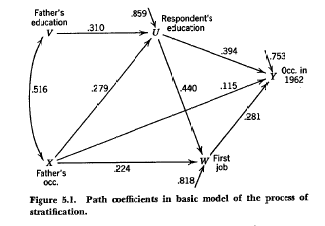 Father's
education
V
.310
.859
Respondent's
education
U
.394
.753
Y
Occ. in
1962
.516
.279
.440
.115
.281
X
Father's
occ.
.224
W
First
job
.818
Figure 5.1. Path coefficients in basic model of the process of
stratification.